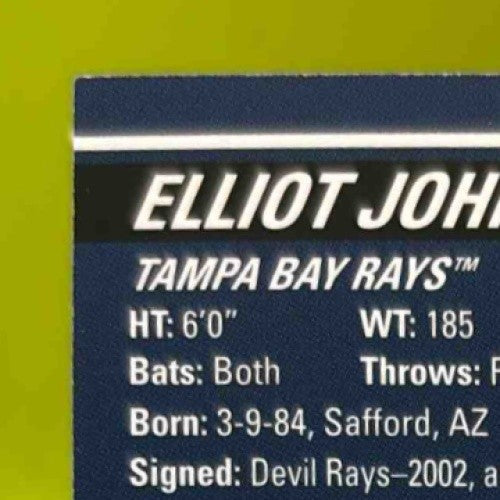 ELLIOT JOH
TAMPA BAY RAYS™
HT: 6'0" WT: 185
Bats: Both Throws:
Born: 3-9-84, Safford, AZ
Signed: Devil Rays–2002, a